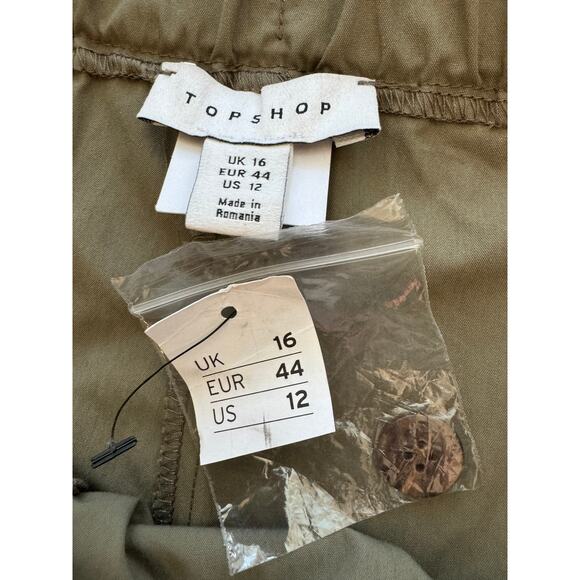 TOPSHOP
UK 16
EUR 44
US 12
Made in
Romania
UK 16
EUR 44
US 12